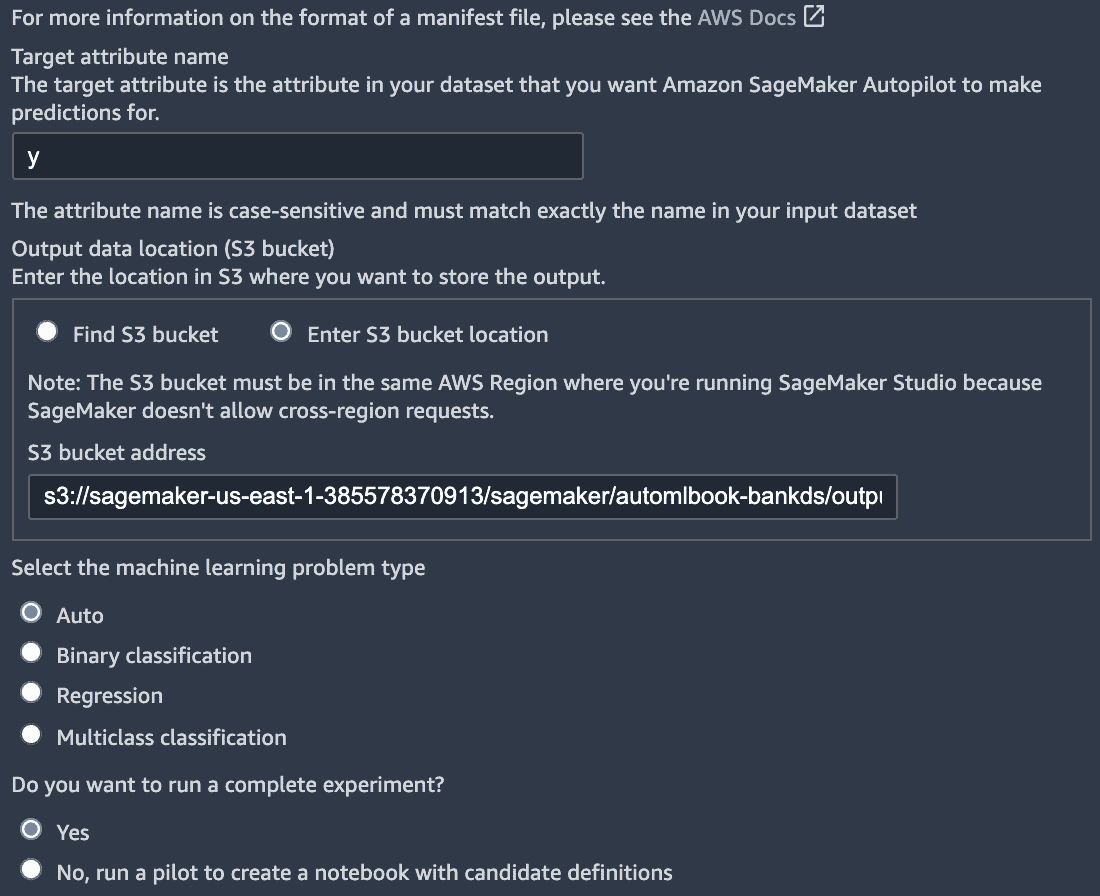 For more information on the format of a manifest file, please see the AWS Docs
Target attribute name
The target attribute is the attribute in your dataset that you want Amazon SageMaker Autopilot to make
predictions for.
y
The attribute name is case-sensitive and must match exactly the name in your input dataset
Output data location (S3 bucket)
Enter the location in S3 where you want to store the output.
Find S3 bucket Enter S3 bucket location
Note: The S3 bucket must be in the same AWS Region where you're running SageMaker Studio because
SageMaker doesn't allow cross-region requests.
S3 bucket address
s3://sagemaker-us-east-1-385578370913/sagemaker/automlbook-bankds/outpu
Select the machine learning problem type
Auto
Binary classification
Regression
Multiclass classification
Do you want to run a complete experiment?
Yes
No, run a pilot to create a notebook with candidate definitions